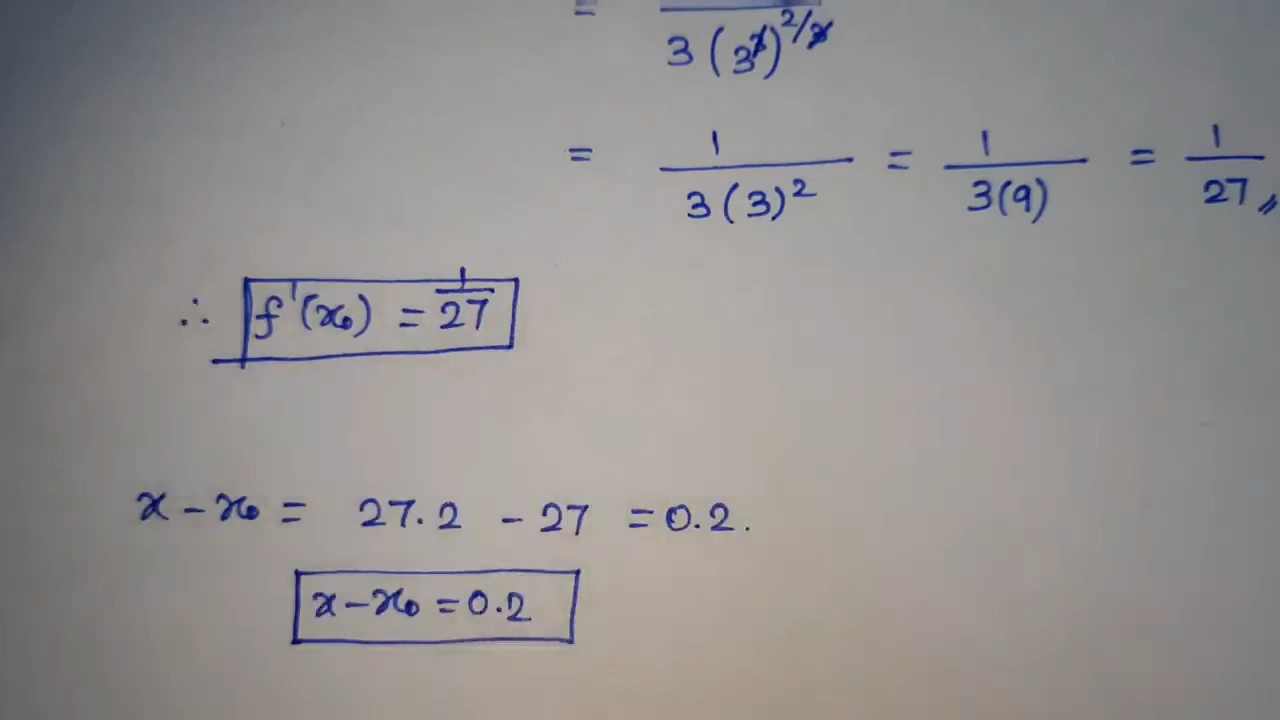 = 3(3³)^2/3
= 1/3(3)² = 1/3(9) = 1/27
∴ f'(x₀) = 1/27
x - x₀ = 27.2 - 27 = 0.2.
x - x₀ = 0.2